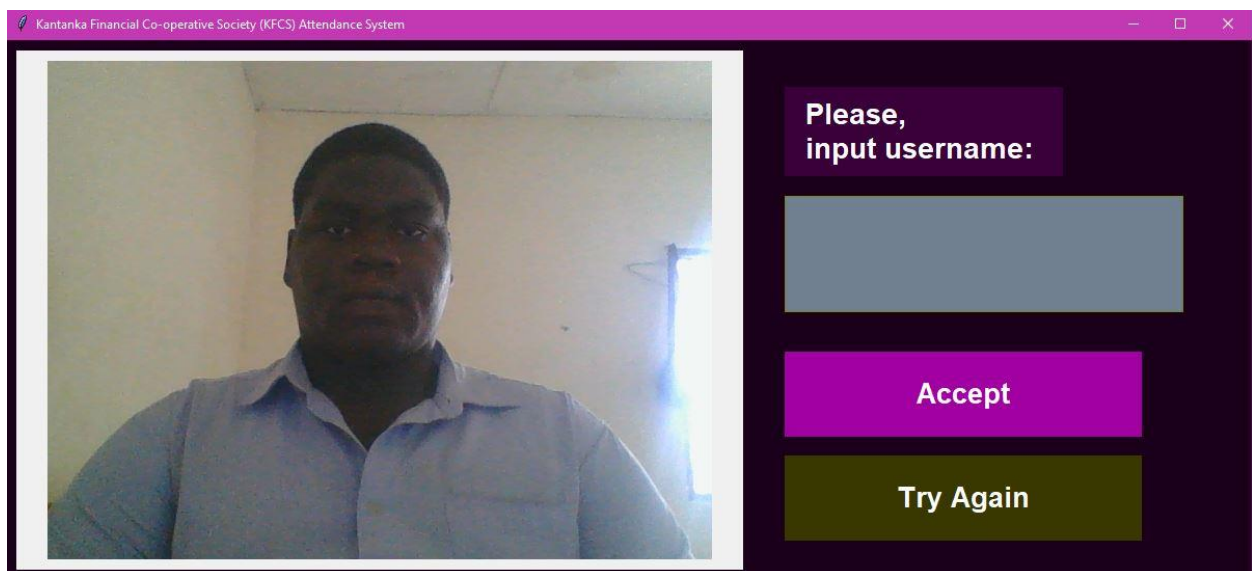 Kantanka Financial Co-operative Society (KFCS) Attendance System
Please,
input username:
Accept
Try Again